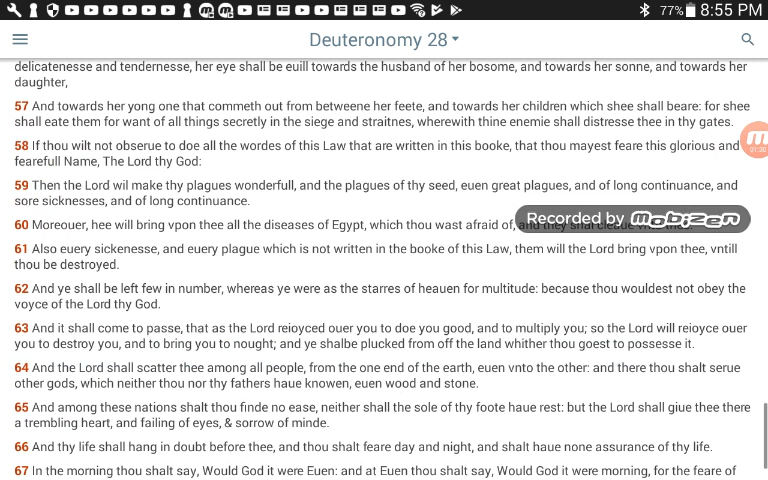 77% 8:55 PM
Deuteronomy 28
delicatenesse and tendernesse, her eye shall be euill towards the husband of her bosome, and towards her sonne, and towards her
daughter,
57 And towards her yong one that commeth out from betweene her feete, and towards her children which shee shall beare: for shee
shall eate them for want of all things secretly in the siege and straitnes, wherewith thine enemie shall distresse thee in thy gates.
58 If thou wilt not obserue to doe all the wordes of this Law that are written in this booke, that thou mayest feare this glorious and
fearefull Name, The Lord thy God:
01:30
59 Then the Lord wil make thy plagues wonderfull, and the plagues of thy seed, euen great plagues, and of long continuance, and
sore sicknesses, and of long continuance.
Recorded by Mobizen
60 Moreouer, hee will bring vpon thee all the diseases of Egypt, which thou wast afraid of, and they shal cleaue vnto thee.
61 Also euery sickenesse, and euery plague which is not written in the booke of this Law, them will the Lord bring vpon thee, vntill
thou be destroyed.
62 And ye shall be left few in number, whereas ye were as the starres of heauen for multitude: because thou wouldest not obey the
voyce of the Lord thy God.
63 And it shall come to passe, that as the Lord reioyced ouer you to doe you good, and to multiply you; so the Lord will reioyce ouer
you to destroy you, and to bring you to nought; and ye shalbe plucked from off the land whither thou goest to possesse it.
64 And the Lord shall scatter thee among all people, from the one end of the earth, euen vnto the other: and there thou shalt serue
other gods, which neither thou nor thy fathers haue knowen, euen wood and stone.
65 And among these nations shalt thou finde no ease, neither shall the sole of thy foote haue rest: but the Lord shall giue thee there
a trembling heart, and failing of eyes, & sorrow of minde.
66 And thy life shall hang in doubt before thee, and thou shalt feare day and night, and shalt haue none assurance of thy life.
67 In the morning thou shalt say, Would God it were Euen: and at Euen thou shalt say, Would God it were morning, for the feare of